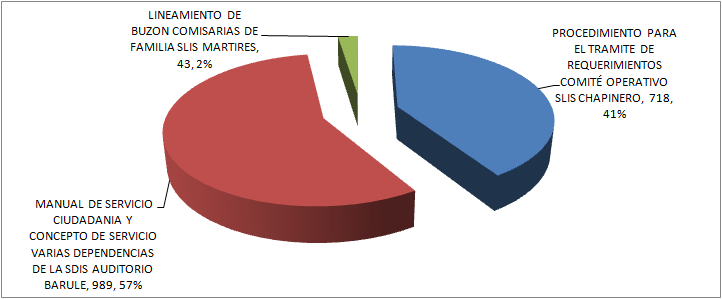 LINEAMIENTO DE
BUZON COMISARIAS DE
FAMILIA SLIS MARTIRES,
43, 2%
PROCEDIMIENTO PARA
EL TRAMITE DE
REQUERIMIENTOS
COMITÉ OPERATIVO
SLIS CHAPINERO, 718,
41%
MANUAL DE SERVICIO
CIUDADANIA Y
CONCEPTO DE SERVICIO
VARIAS DEPENDENCIAS
DE LA SDIS AUDITORIO
BARULE, 989, 57%